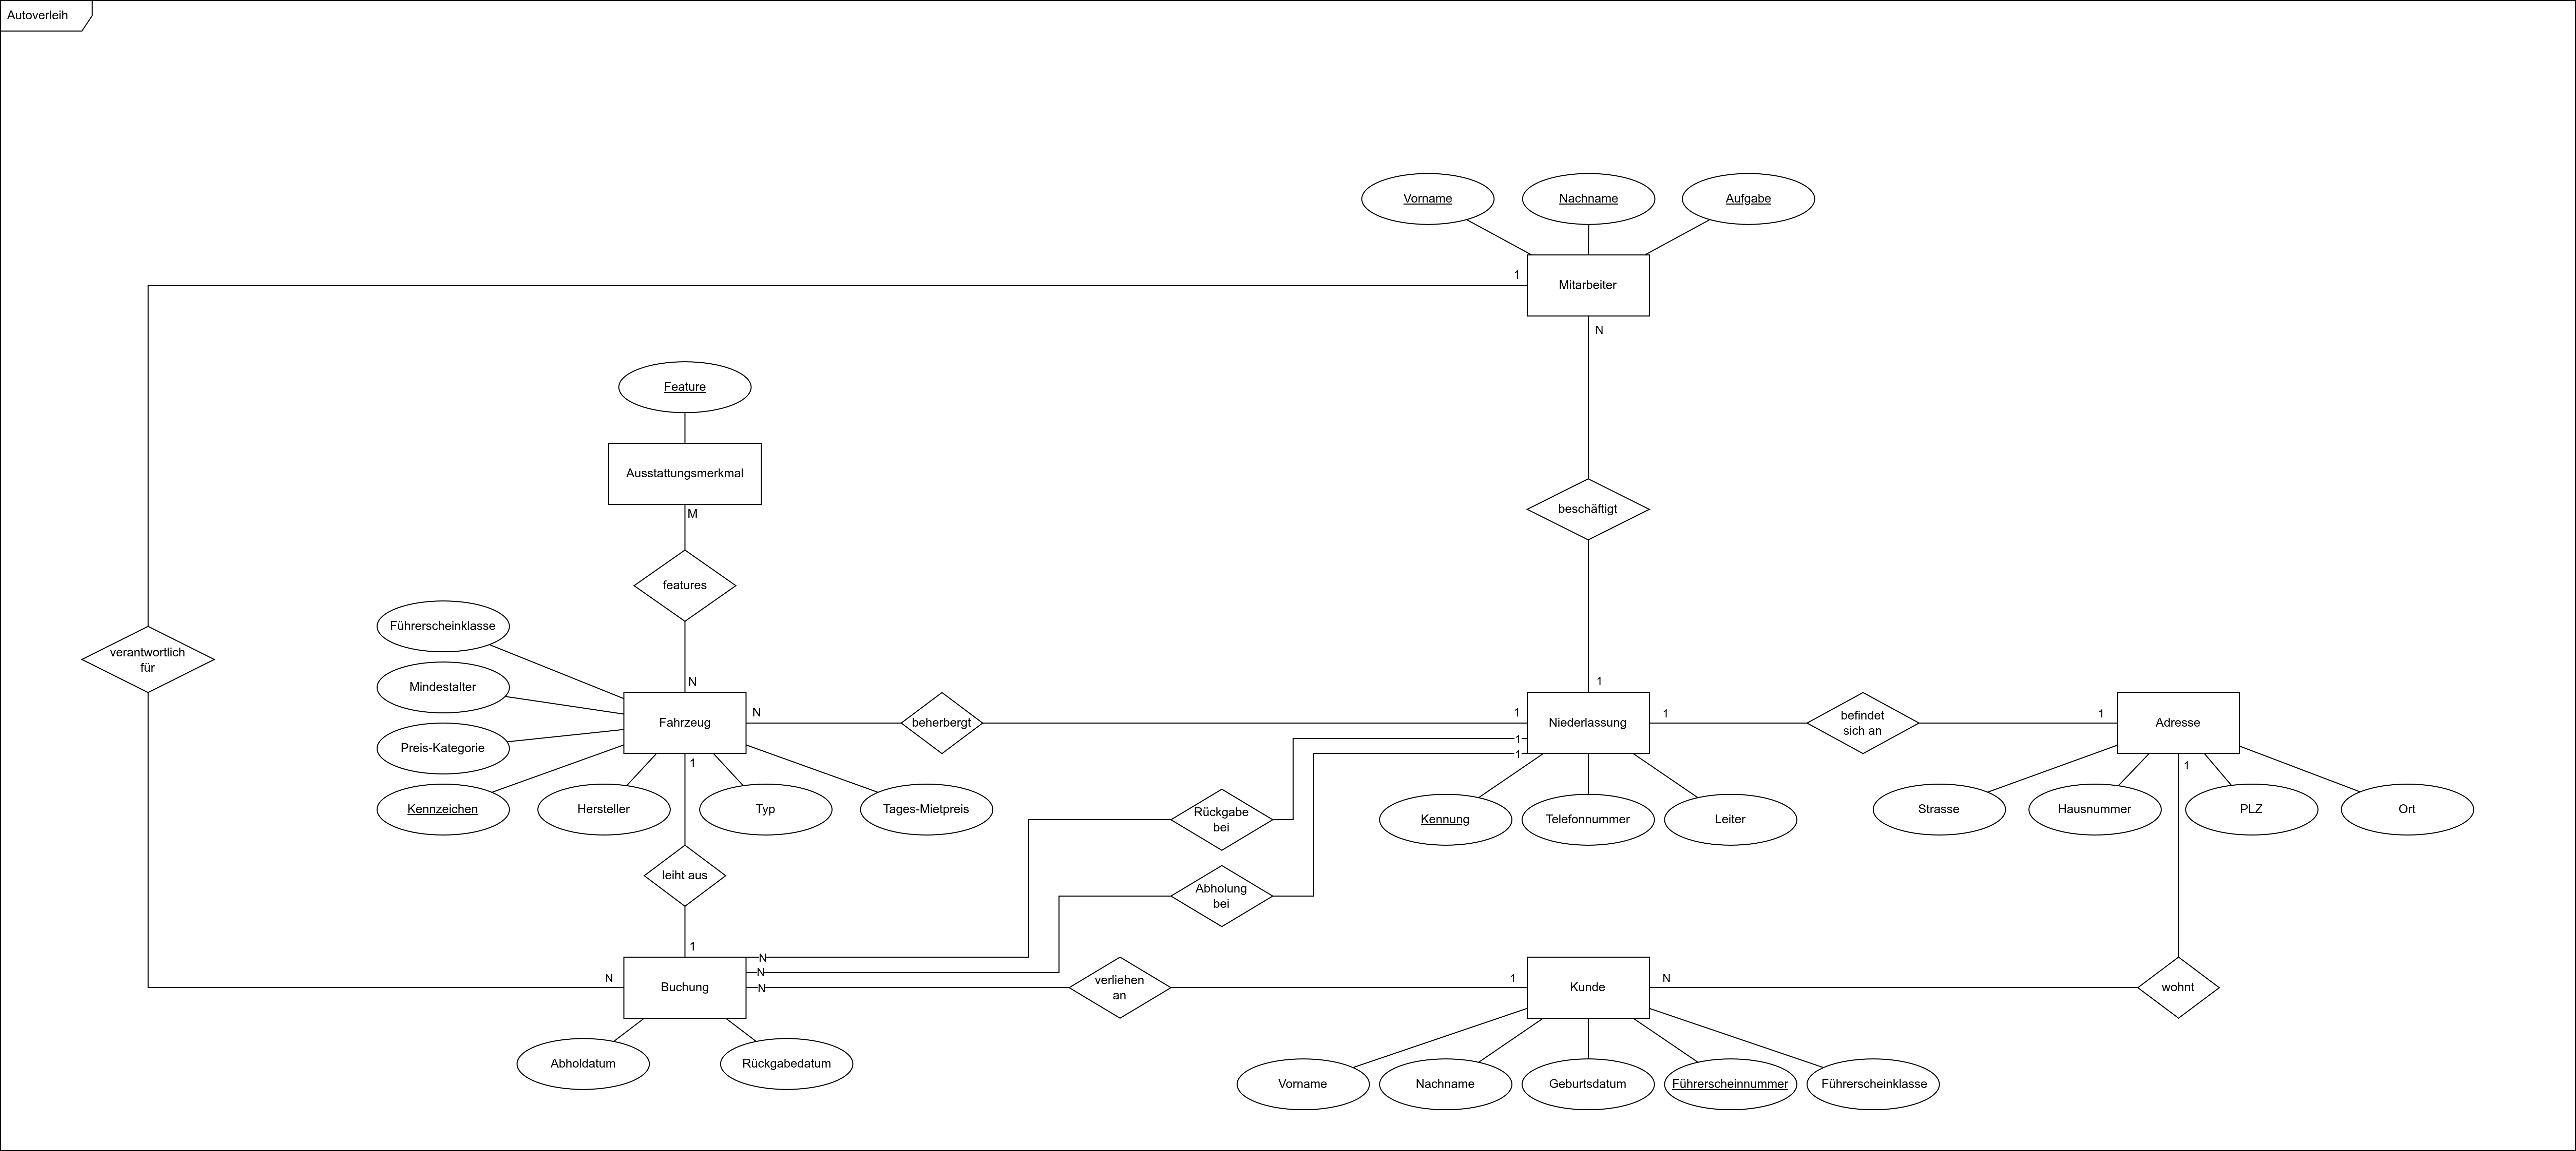 Autoverleih
Vorname
Nachname
Aufgabe
1
Mitarbeiter
N
Feature
Ausstattungsmerkmal
M
beschäftigt
features
Führerscheinklasse
verantwortlich
für
Mindestalter
N
1
Fahrzeug
N
beherbergt
1
Niederlassung
1
befindet
sich an
1
Adresse
1
1
Preis-Kategorie
1
1
Kennzeichen
Hersteller
Typ
Tages-Mietpreis
Rückgabe
bei
Kennung
Telefonnummer
Leiter
Strasse
Hausnummer
PLZ
Ort
leiht aus
Abholung
bei
1
N
N
N
N
Buchung
verliehen
an
1
Kunde
N
wohnt
Abholdatum
Rückgabedatum
Vorname
Nachname
Geburtsdatum
Führerscheinnummer
Führerscheinklasse